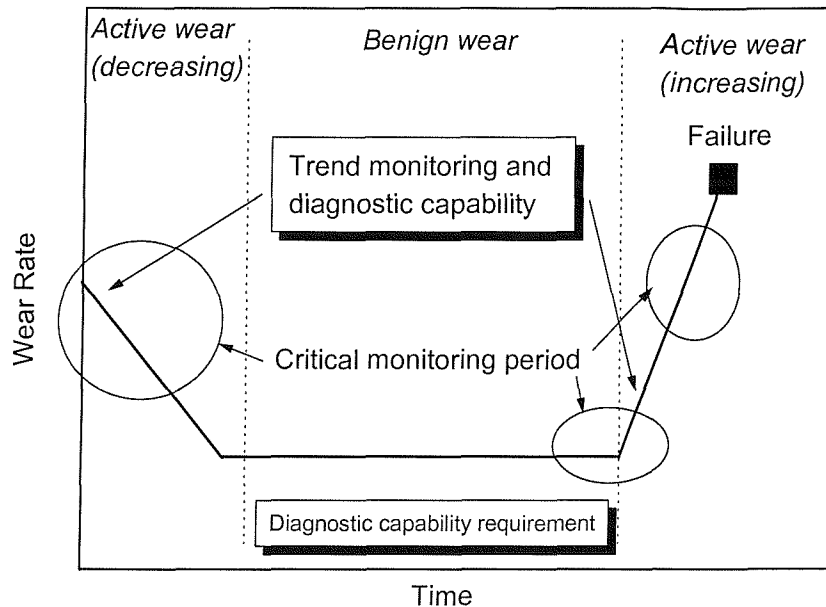 Active wear
(decreasing)
Benign wear
Active wear
(increasing)
Failure
Trend monitoring and
diagnostic capability
Wear Rate
Critical monitoring period
Diagnostic capability requirement
Time